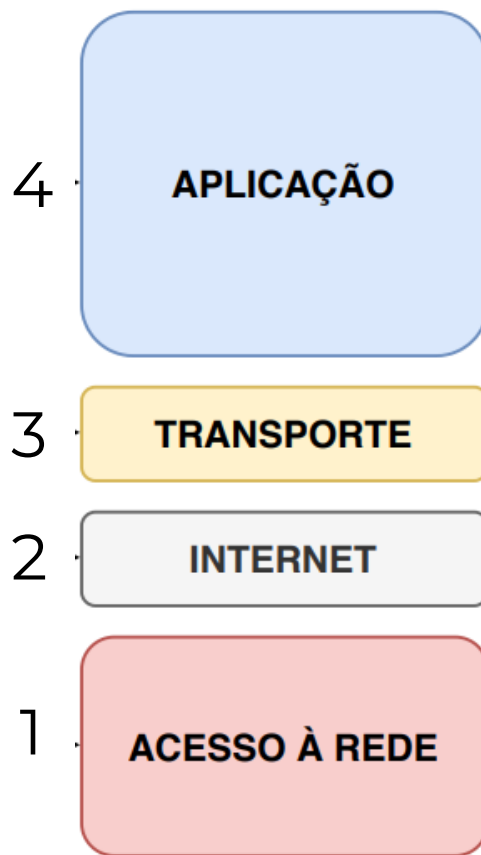 4 APLICAÇÃO
3 TRANSPORTE
2 INTERNET
1 ACESSO À REDE